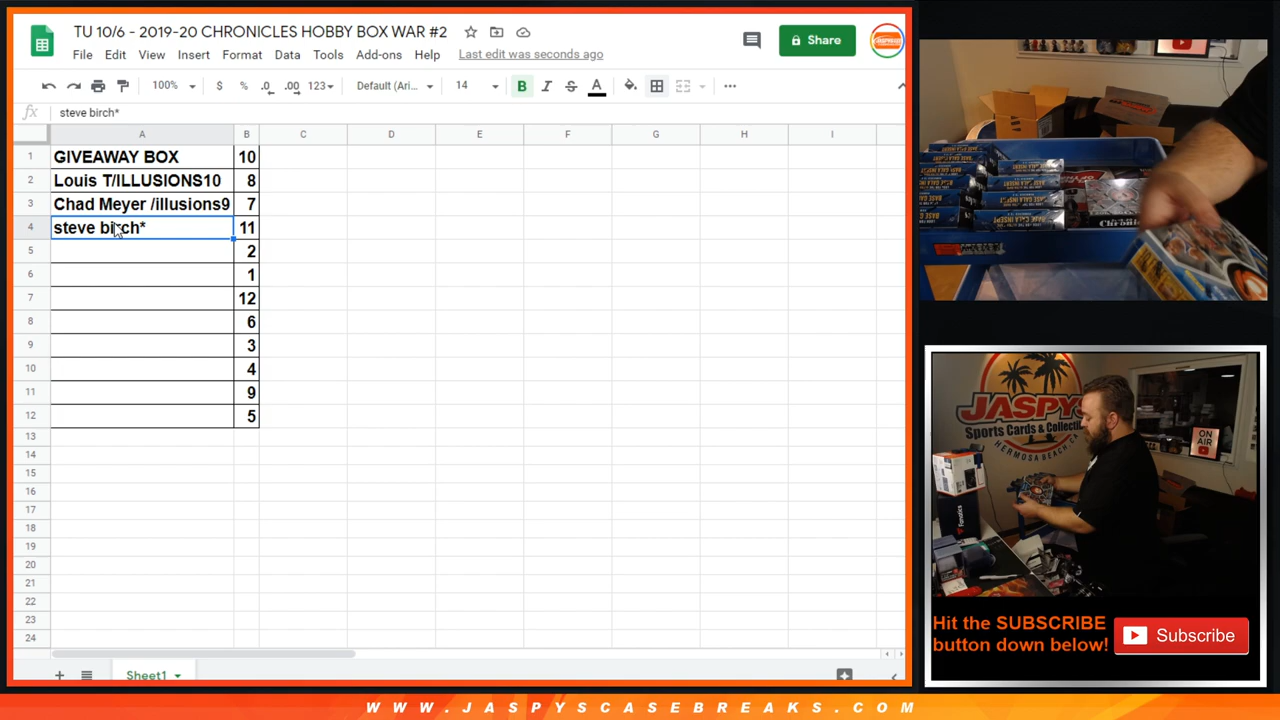 TU 10/6 - 2019-20 CHRONICLES HOBBY BOX WAR #2
File Edit View Insert Format Data Tools Add-ons Help Last edit was seconds ago
Share
100% $ % .0 .00 123 Default (Ari... 14 B I S A
fx steve birch*
A B C D E F G H I
1 GIVEAWAY BOX 10
2 Louis T/ILLUSIONS10 8
3 Chad Meyer /illusions9 7
4 steve birch* 11
5 2
6 1
7 12
8 6
9 3
10 4
11 9
12 5
13
14
15
16
17
18
19
20
21
22
23
24
Sheet1
JASPY'S
Sports Cards & Collecti
HERMOSA BEACH, CA
ON
AIR
Fanatics
Hit the SUBSCRIBE
button down below!
Subscribe
WWW.JASPYSCASEBREAKS.COM